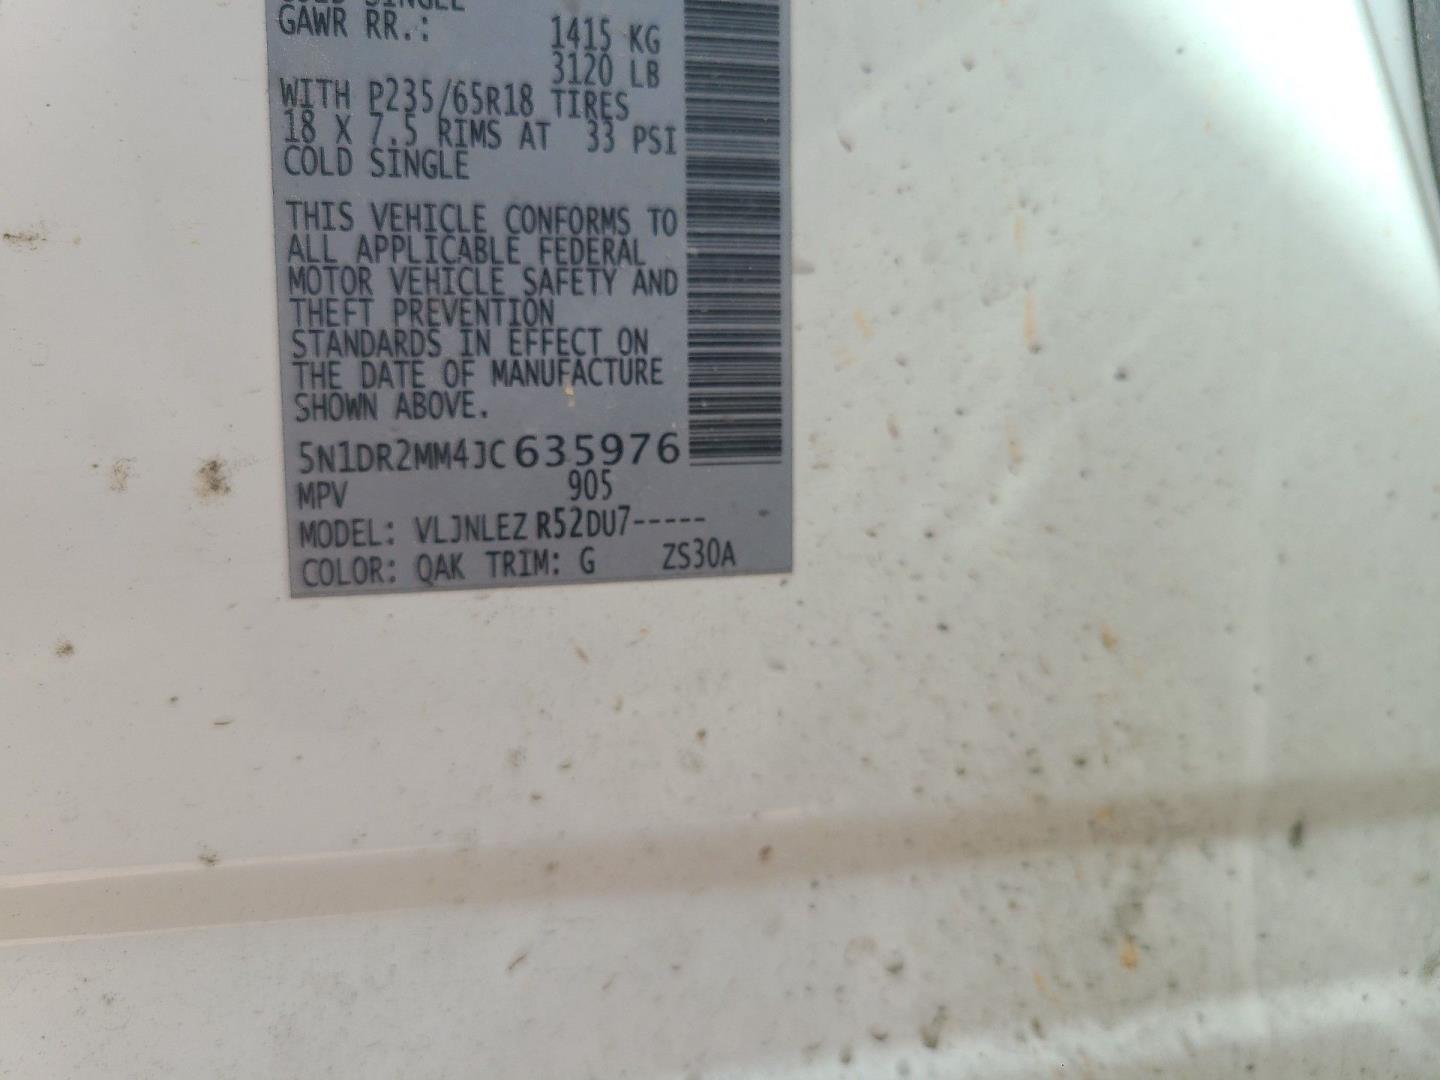 COLD SINGLE
GAWR RR.: 1415 KG
3120 LB
WITH P235/65R18 TIRES
18 X 7.5 RIMS AT 33 PSI
COLD SINGLE
THIS VEHICLE CONFORMS TO
ALL APPLICABLE FEDERAL
MOTOR VEHICLE SAFETY AND
THEFT PREVENTION
STANDARDS IN EFFECT ON
THE DATE OF MANUFACTURE
SHOWN ABOVE.
5N1DR2MM4JC635976
MPV 905
MODEL: VLJNLEZ R52DU7-----
COLOR: QAK TRIM: G ZS30A